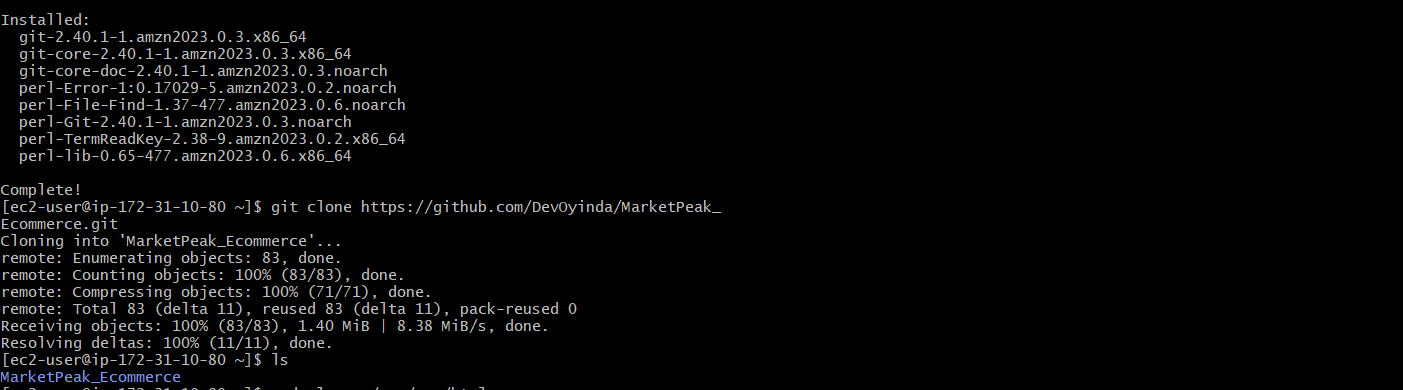 Installed:
git-2.40.1-1.amzn2023.0.3.x86_64
git-core-2.40.1-1.amzn2023.0.3.x86_64
git-core-doc-2.40.1-1.amzn2023.0.3.noarch
perl-Error-1:0.17029-5.amzn2023.0.2.noarch
perl-File-Find-1.37-477.amzn2023.0.6.noarch
perl-Git-2.40.1-1.amzn2023.0.3.noarch
perl-TermReadKey-2.38-9.amzn2023.0.2.x86_64
perl-lib-0.65-477.amzn2023.0.6.x86_64
Complete!
[ec2-user@ip-172-31-10-80 ~]$ git clone https://github.com/DevOyinda/MarketPeak_
Ecommerce.git
Cloning into 'MarketPeak_Ecommerce'...
remote: Enumerating objects: 83, done.
remote: Counting objects: 100% (83/83), done.
remote: Compressing objects: 100% (71/71), done.
remote: Total 83 (delta 11), reused 83 (delta 11), pack-reused 0
Receiving objects: 100% (83/83), 1.40 MiB | 8.38 MiB/s, done.
Resolving deltas: 100% (11/11), done.
[ec2-user@ip-172-31-10-80 ~]$ ls
MarketPeak_Ecommerce